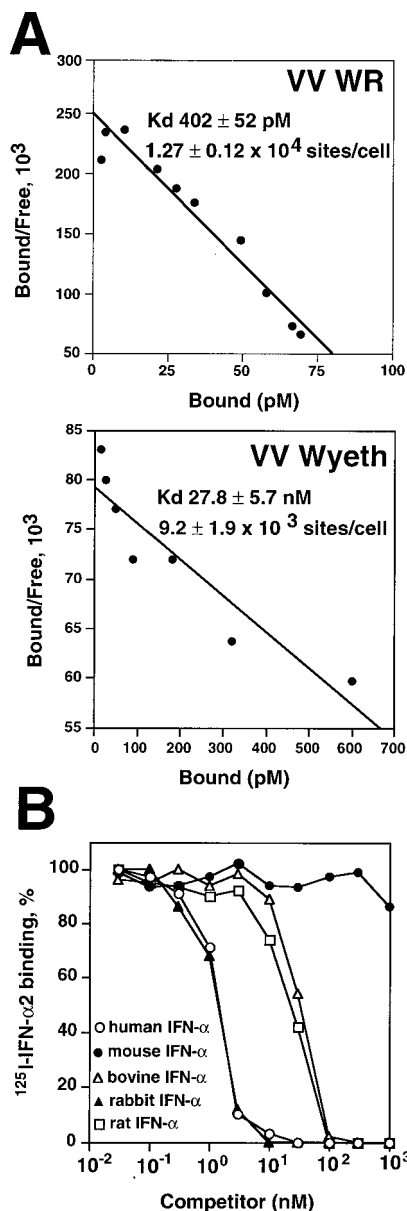 A
VV WR
Kd 402 ± 52 pM
1.27 ± 0.12 x 10⁴ sites/cell
Bound/Free, 10³
300
250
200
150
100
50
0 25 50 75 100
Bound (pM)
VV Wyeth
Kd 27.8 ± 5.7 nM
9.2 ± 1.9 x 10³ sites/cell
Bound/Free, 10³
85
80
75
70
65
60
55
0 100 200 300 400 500 600 700
Bound (pM)
B
¹²⁵I-IFN-α2 binding, %
100
80
60
40
20
0
human IFN-α
mouse IFN-α
bovine IFN-α
rabbit IFN-α
rat IFN-α
10⁻² 10⁻¹ 10⁰ 10¹ 10² 10³
Competitor (nM)